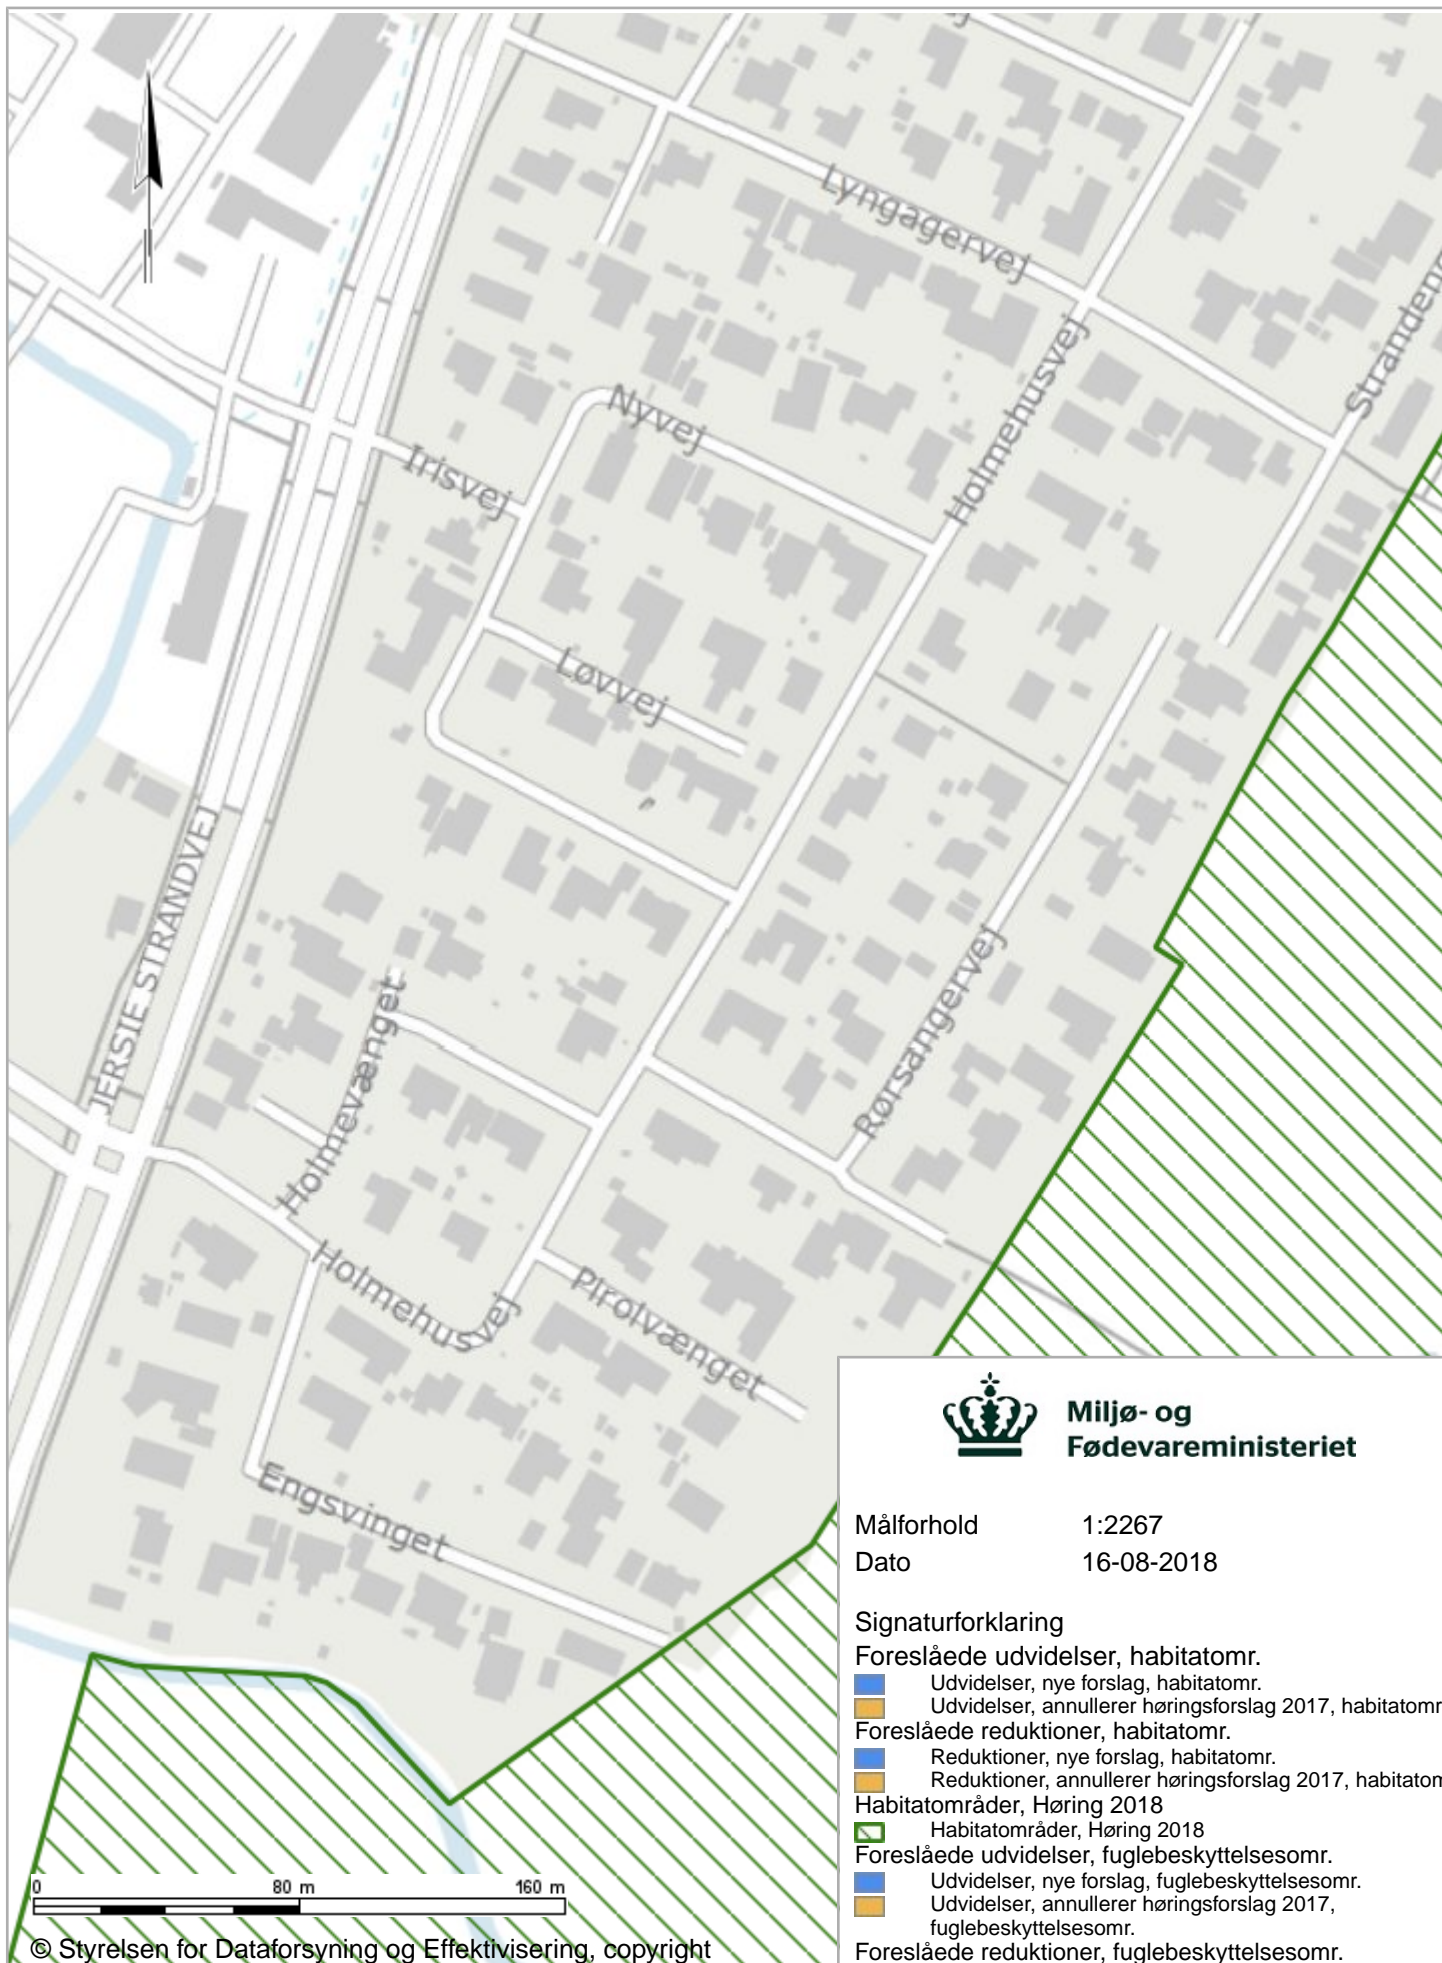 Lyngagervej
Strandeng
Holmehusvej
Nyvej
Irisvej
Løvvej
JERSIE STRANDVEJ
Rørsangervej
Holmevænget
Holmehusvej
Pirolvænget
Engsvinget
Miljø- og
Fødevareministeriet
Målforhold 1:2267
Dato 16-08-2018
Signaturforklaring
Foreslåede udvidelser, habitatomr.
Udvidelser, nye forslag, habitatomr.
Udvidelser, annullerer høringsforslag 2017, habitatomr
Foreslåede reduktioner, habitatomr.
Reduktioner, nye forslag, habitatomr.
Reduktioner, annullerer høringsforslag 2017, habitatom
Habitatområder, Høring 2018
Habitatområder, Høring 2018
Foreslåede udvidelser, fuglebeskyttelsesomr.
Udvidelser, nye forslag, fuglebeskyttelsesomr.
Udvidelser, annullerer høringsforslag 2017,
fuglebeskyttelsesomr.
Foreslåede reduktioner, fuglebeskyttelsesomr.
0 80 m 160 m
© Styrelsen for Dataforsyning og Effektivisering, copyright